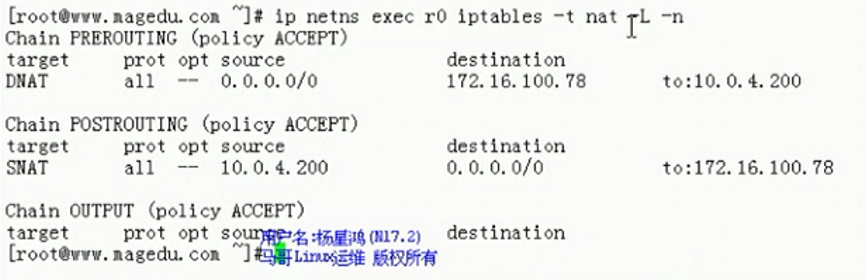 [root@www.magedu.com ~]# ip netns exec r0 iptables -t nat -L -n
Chain PREROUTING (policy ACCEPT)
target     prot opt source               destination
DNAT       all  --  0.0.0.0/0            172.16.100.78       to:10.0.4.200
Chain POSTROUTING (policy ACCEPT)
target     prot opt source               destination
SNAT       all  --  10.0.4.200           0.0.0.0/0           to:172.16.100.78
Chain OUTPUT (policy ACCEPT)
target     prot opt source               destination
用户名:杨星鸿(N17.2)
[root@www.magedu.com ~]#
马哥Linux运维 版权所有